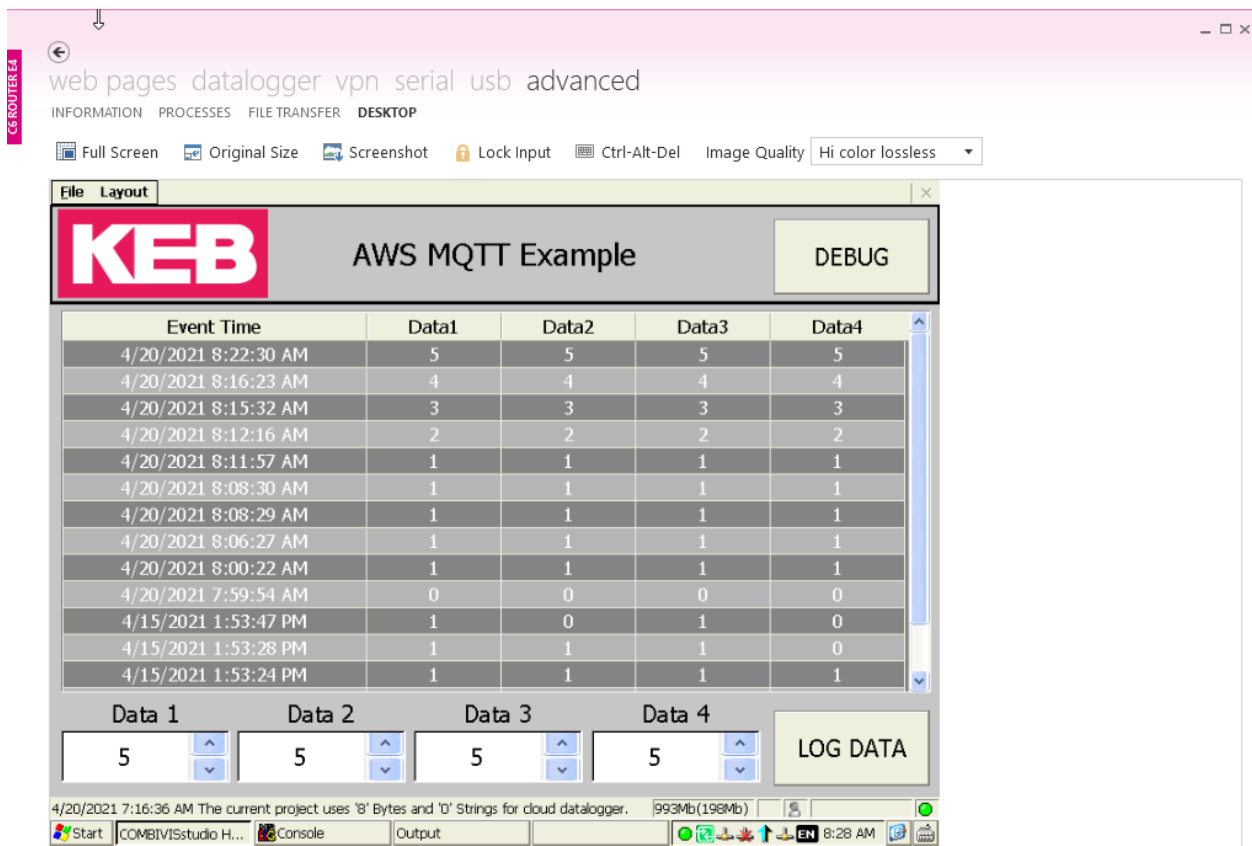 C6 ROUTER E4
web pages datalogger vpn serial usb advanced
INFORMATION PROCESSES FILE TRANSFER DESKTOP
Full Screen Original Size Screenshot Lock Input Ctrl-Alt-Del Image Quality Hi color lossless
File Layout
KEB AWS MQTT Example DEBUG
Event Time Data1 Data2 Data3 Data4
4/20/2021 8:22:30 AM 5 5 5 5
4/20/2021 8:16:23 AM 4 4 4 4
4/20/2021 8:15:32 AM 3 3 3 3
4/20/2021 8:12:16 AM 2 2 2 2
4/20/2021 8:11:57 AM 1 1 1 1
4/20/2021 8:08:30 AM 1 1 1 1
4/20/2021 8:08:29 AM 1 1 1 1
4/20/2021 8:06:27 AM 1 1 1 1
4/20/2021 8:00:22 AM 1 1 1 1
4/20/2021 7:59:54 AM 0 0 0 0
4/15/2021 1:53:47 PM 1 0 1 0
4/15/2021 1:53:28 PM 1 1 1 0
4/15/2021 1:53:24 PM 1 1 1 1
Data 1 Data 2 Data 3 Data 4
5 5 5 5 LOG DATA
4/20/2021 7:16:36 AM The current project uses '8' Bytes and '0' Strings for cloud datalogger. 993Mb(198Mb)
Start COMBIVISstudio H... Console Output EN 8:28 AM